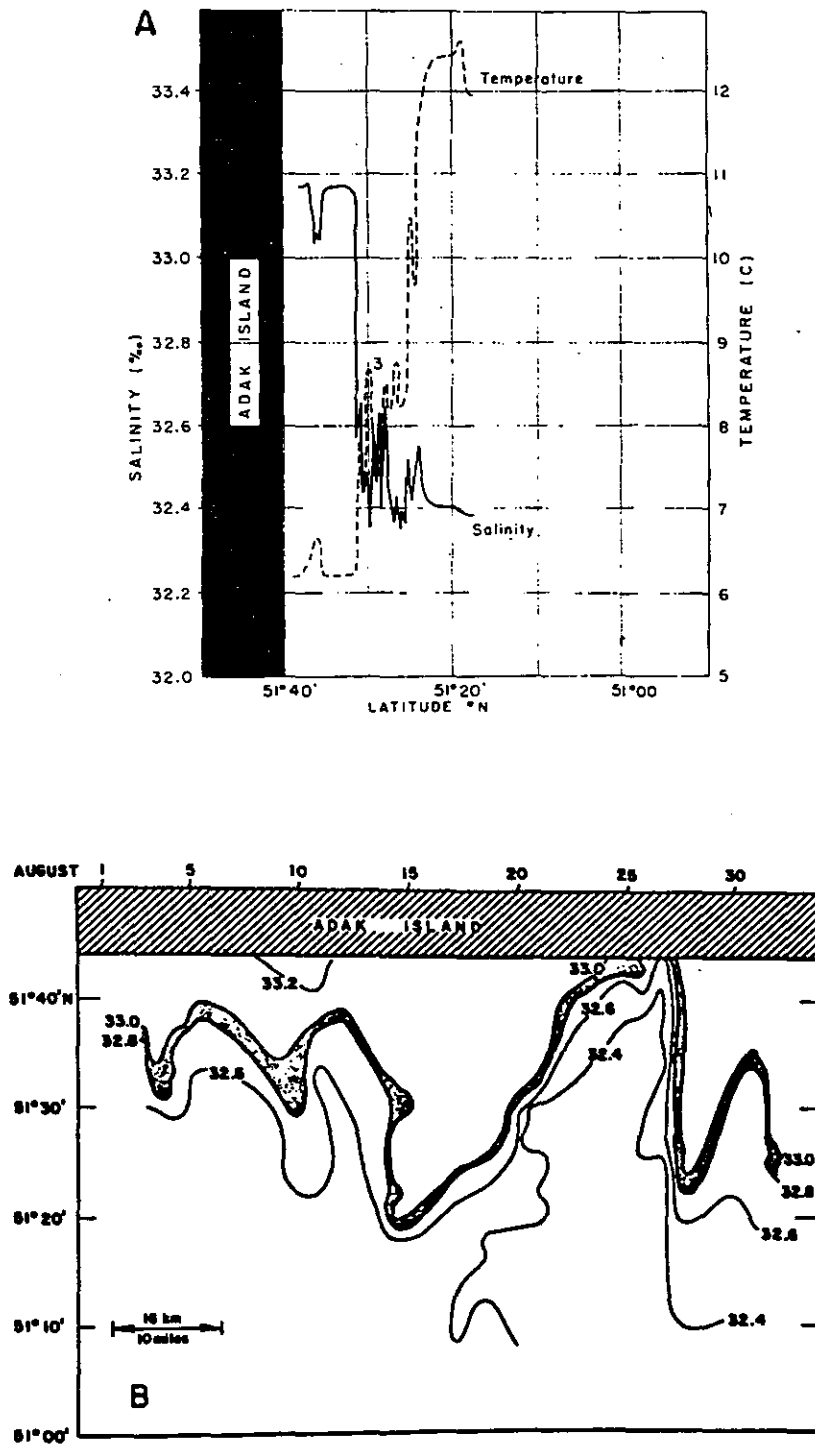 A
33.4
33.2
33.0
32.8
32.6
32.4
32.2
32.0
SALINITY (‰)
ADAK ISLAND
Temperature
3
Salinity
12
11
10
9
8
7
6
5
TEMPERATURE (C)
51°40' 51°20' 51°00'
LATITUDE °N
AUGUST 1 5 10 15 20 25 30
ADAK ISLAND
33.2 33.0
51°40'N
33.0 32.6
32.8
32.6 32.4
51°30'
33.0
32.8
51°20'
32.6
16 km
51°10' 32.4
10 miles
B
51°00'